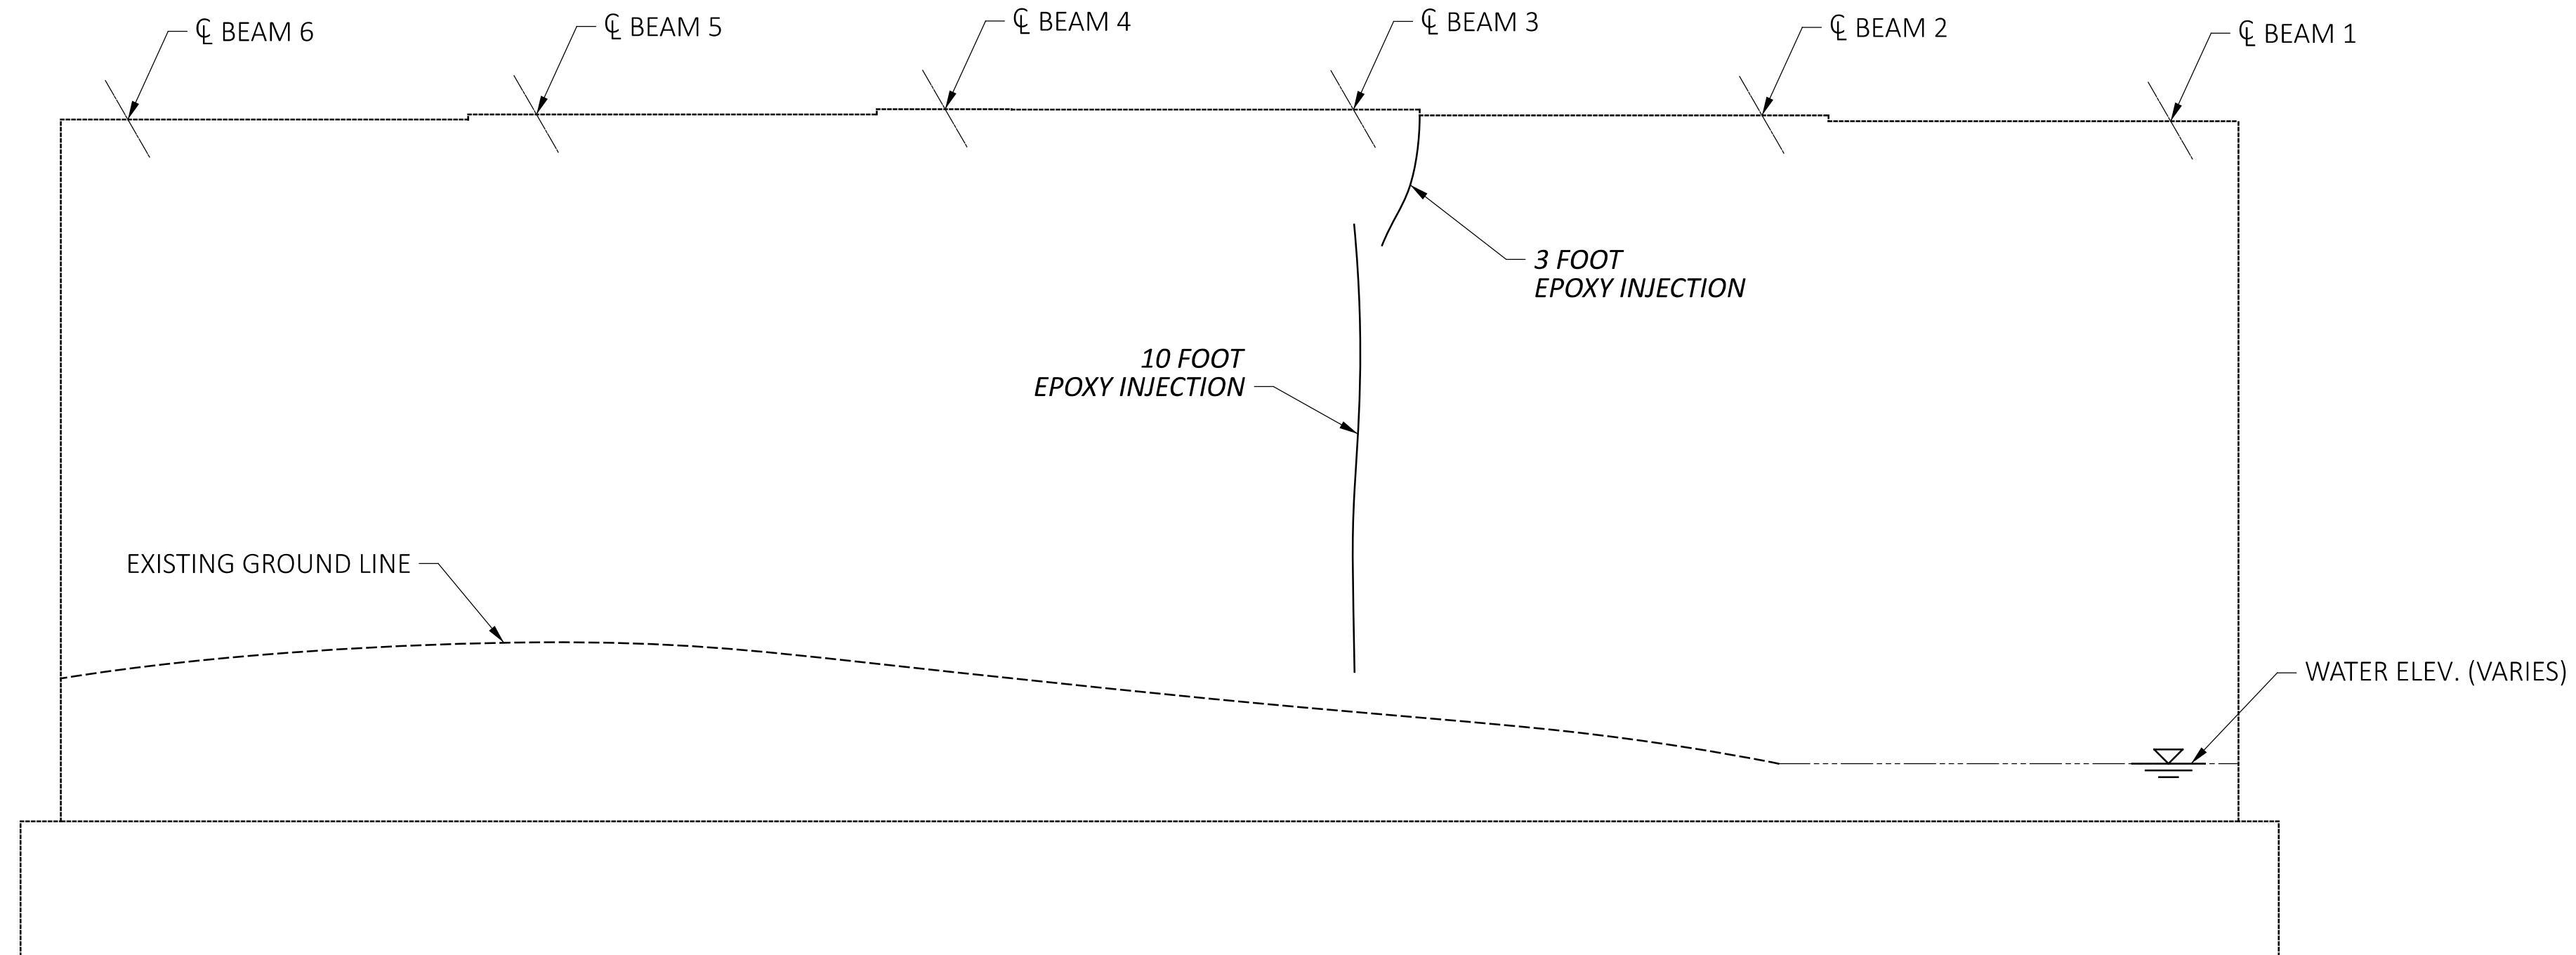 ℄ BEAM 6
℄ BEAM 5
℄ BEAM 4
℄ BEAM 3
℄ BEAM 2
℄ BEAM 1
3 FOOT
EPOXY INJECTION
10 FOOT
EPOXY INJECTION
EXISTING GROUND LINE
WATER ELEV. (VARIES)